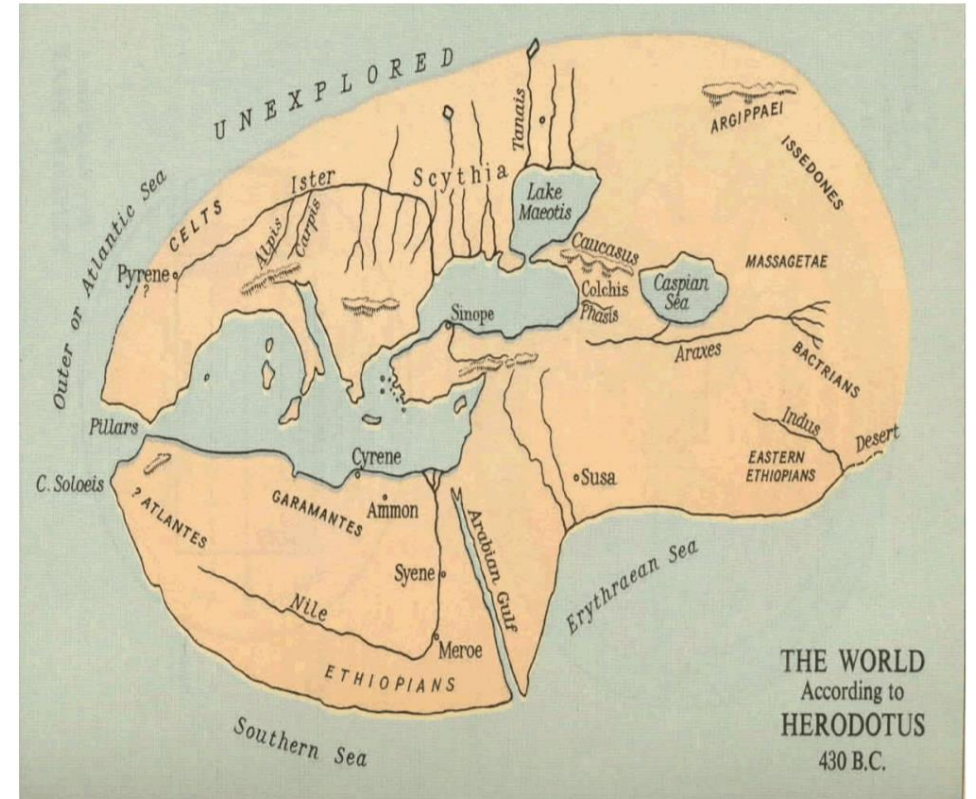 UNEXPLORED
Outer or Atlantic Sea
CELTS
Ister
Scythia
Tanais
Lake
Maeotis
ARGIPPAEI
ISSEDONES
Alpis
Carpis
Pyrene
?
Caucasus
Colchis
Phasis
Caspian
Sea
MASSAGETAE
Sinope
Araxes
BACTRIANS
Pillars
Indus
Desert
EASTERN
ETHIOPIANS
Cyrene
C. Soloeis
? ATLANTES
GARAMANTES
Ammon
Susa
Arabian Gulf
Syene
Erythraean Sea
Nile
Meroe
ETHIOPIANS
Southern Sea
THE WORLD
According to
HERODOTUS
430 B.C.